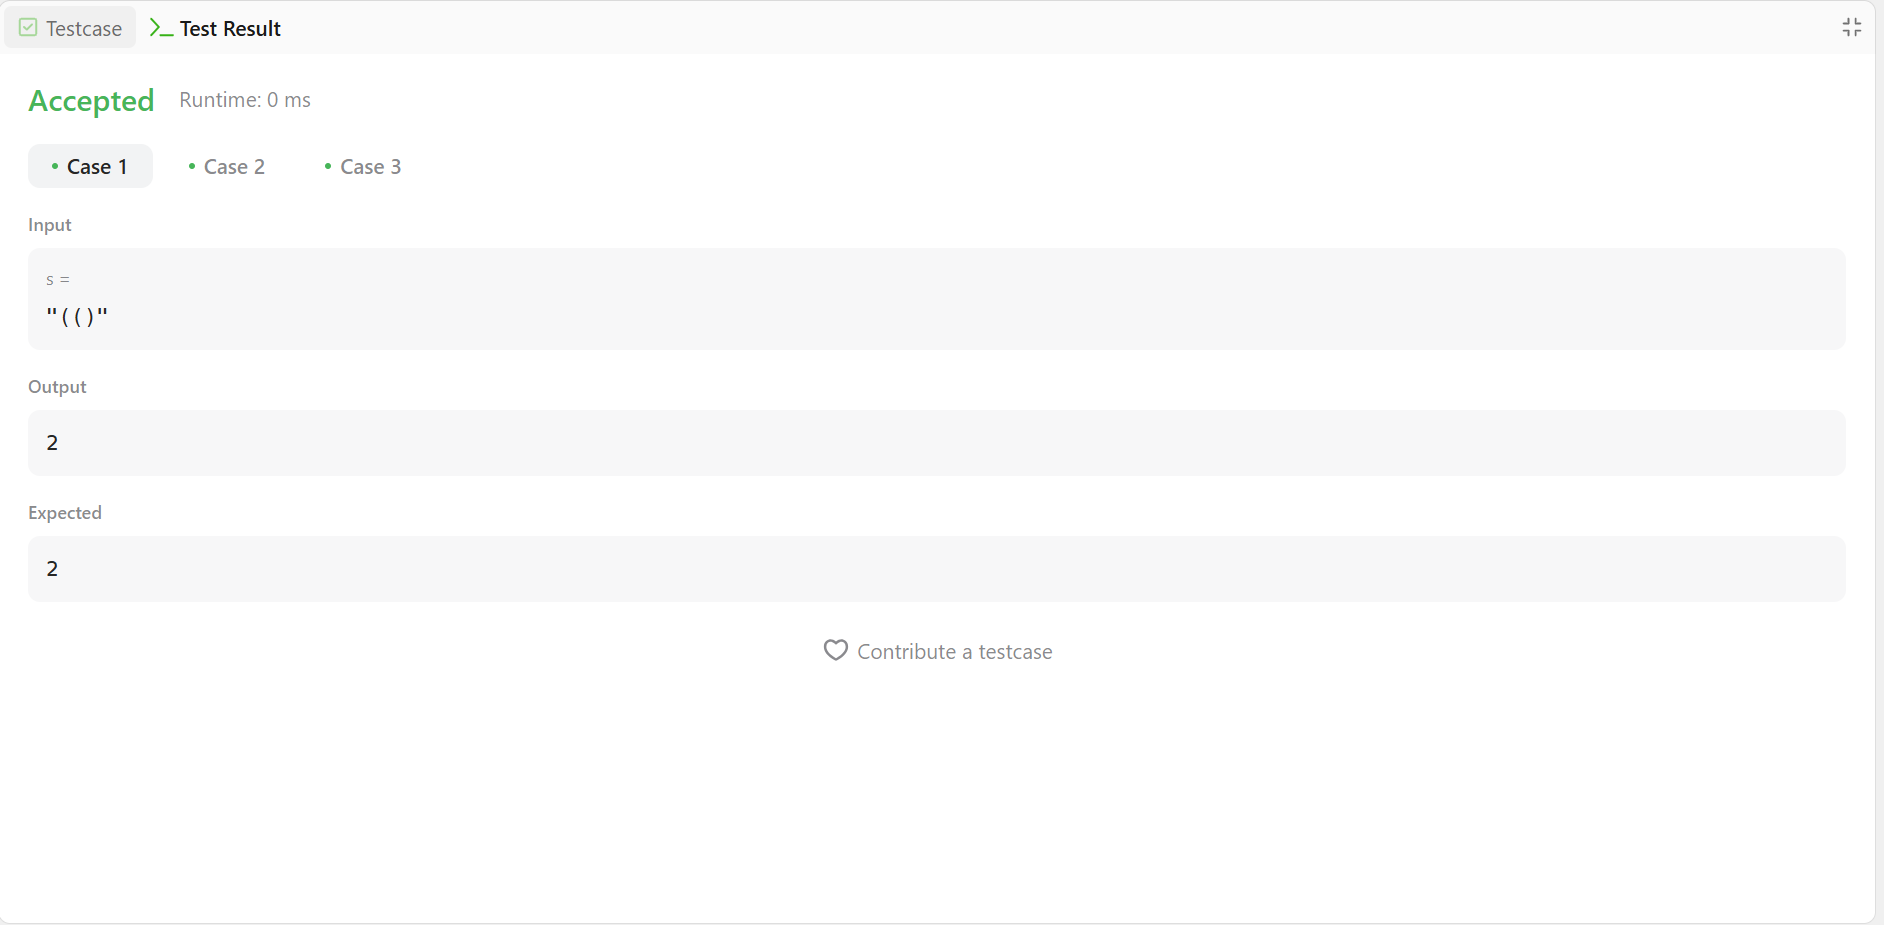 Testcase
Test Result
Accepted Runtime: 0 ms
Case 1 Case 2 Case 3
Input
s =
"(()"
Output
2
Expected
2
Contribute a testcase